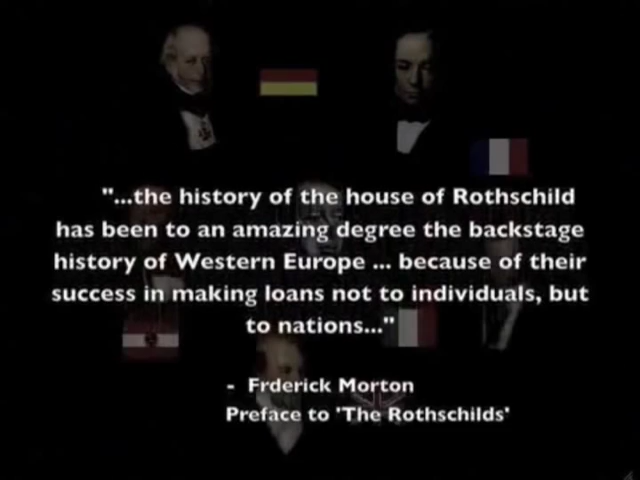 "...the history of the house of Rothschild
has been to an amazing degree the backstage
history of Western Europe ... because of their
success in making loans not to individuals, but
to nations..."
- Frderick Morton
Preface to 'The Rothschilds'